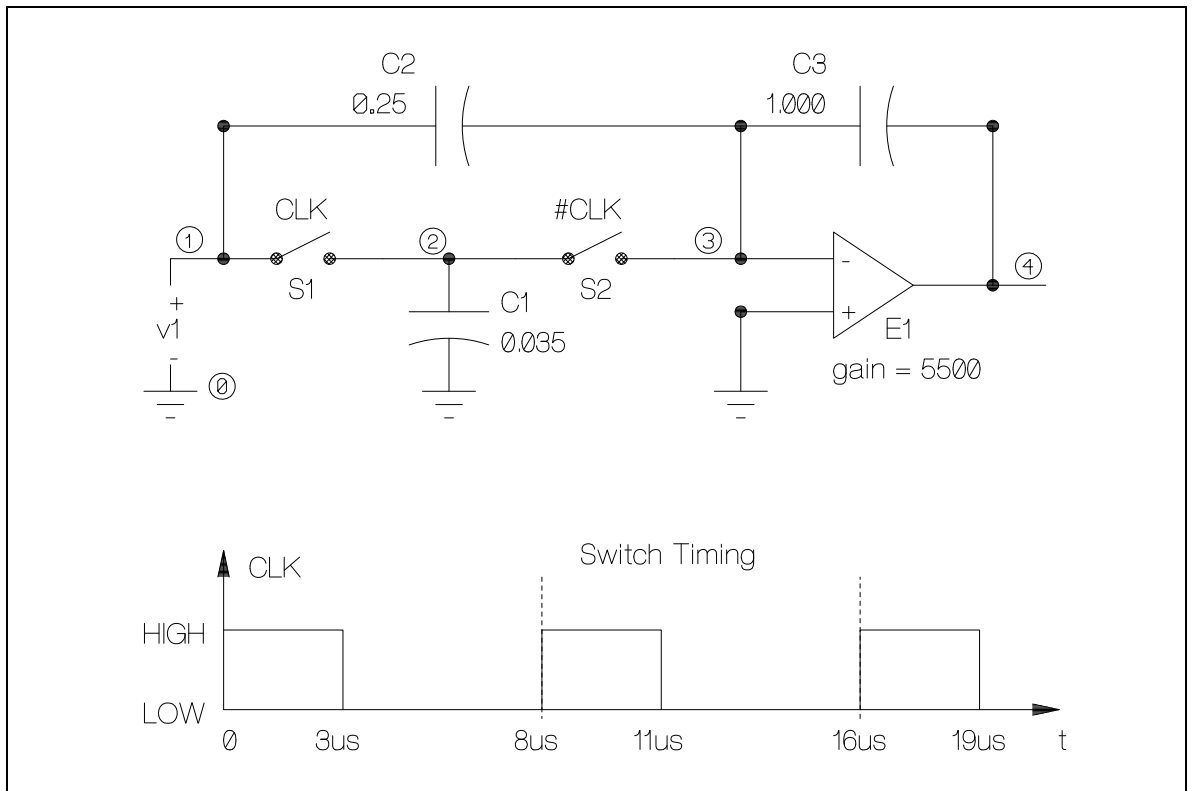 C2
0.25
C3
1.000
CLK
#CLK
1
2
3
4
S1
S2
+
v1
-
0
C1
0.035
-
+
E1
gain = 5500
Switch Timing
CLK
HIGH
LOW
0 3us 8us 11us 16us 19us t